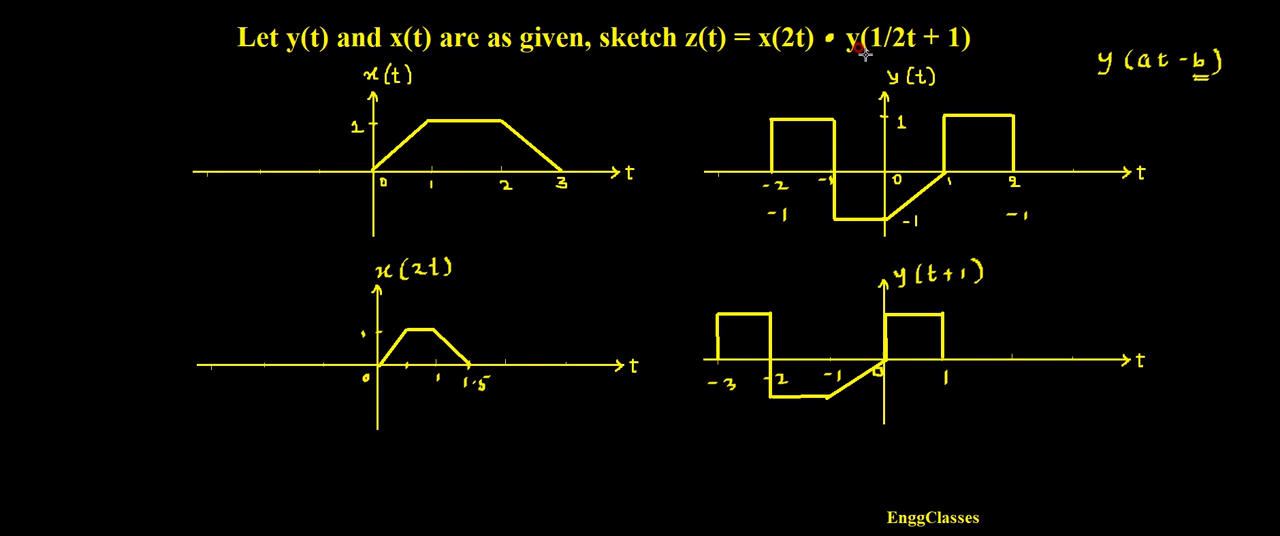 Let y(t) and x(t) are as given, sketch z(t) = x(2t) • y(1/2t + 1)
y (at - b)
x(t)
1
0 1 2 3 t
y(t)
1
-2 -1 0 1 2 t
-1
-1 -1
x(2t)
1
0 1 1.5 t
y(t+1)
-3 -2 -1 0 1 t
EnggClasses